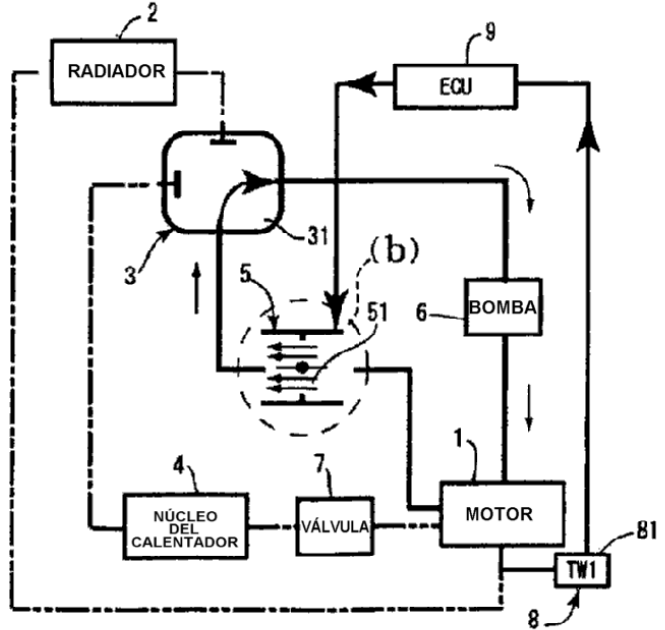 2
RADIADOR
9
ECU
31
3
(b)
5
51
6
BOMBA
1
MOTOR
4
NÚCLEO
DEL
CALENTADOR
7
VÁLVULA
81
TW1
8